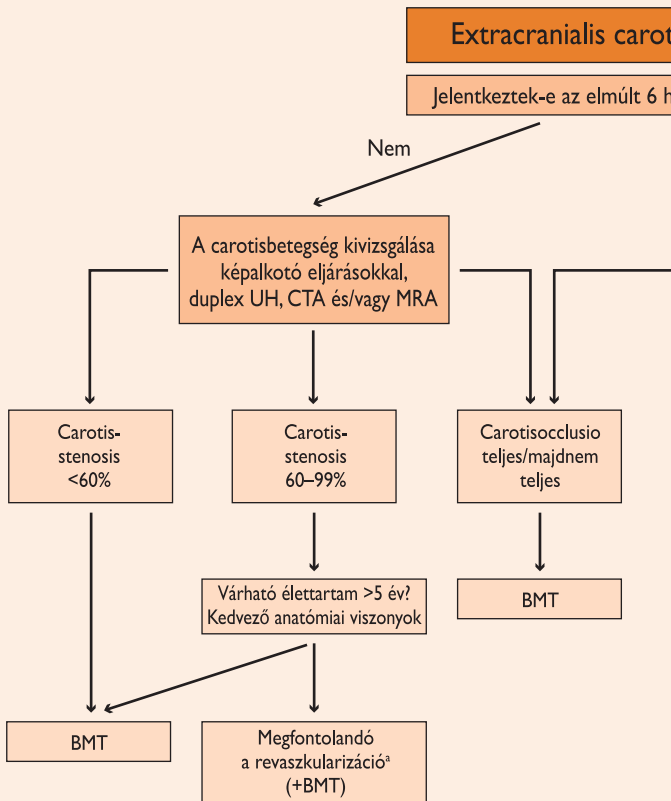 Extracranialis carot
Jelentkeztek-e az elmúlt 6 h
Nem
A carotisbetegség kivizsgálása
képalkotó eljárásokkal,
duplex UH, CTA és/vagy MRA
Carotis-
stenosis
<60%
Carotis-
stenosis
60–99%
Carotisocclusio
teljes/majdnem
teljes
Várható élettartam >5 év?
Kedvező anatómiai viszonyok
BMT
BMT
Megfontolandó
a revaszkularizációᵃ
(+BMT)